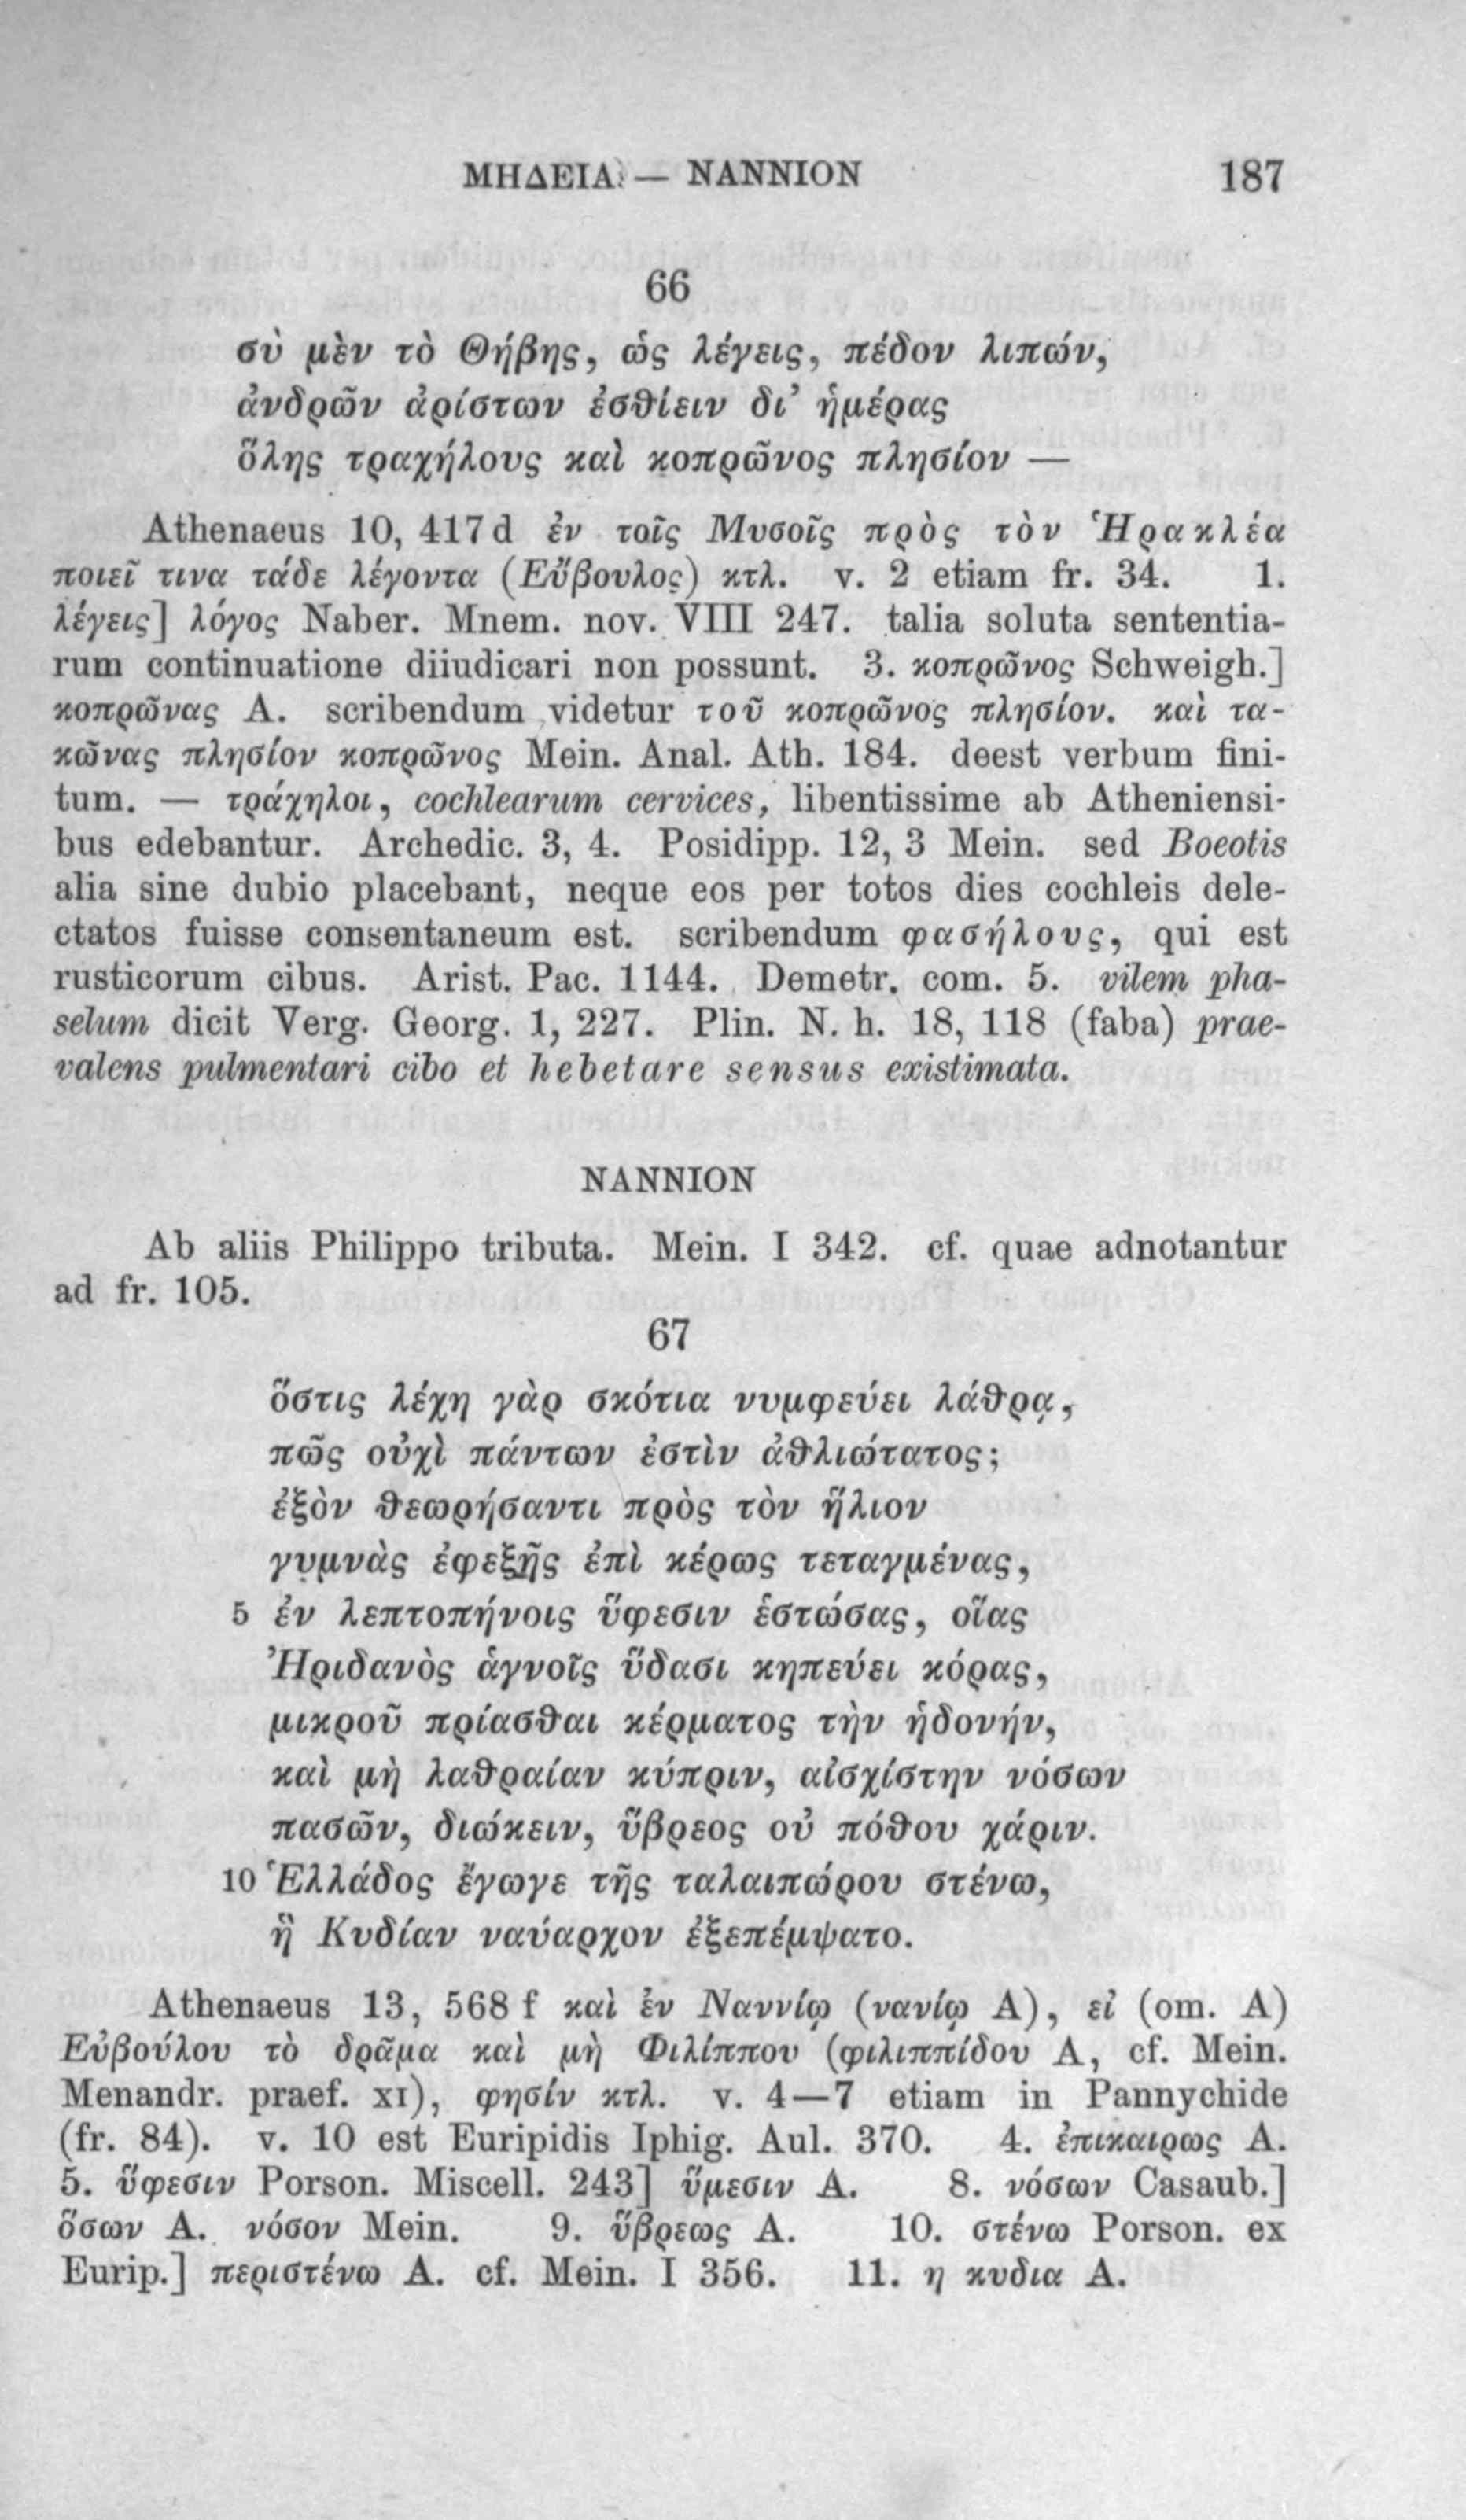 ΜΗΔΕΙΑ — ΝΑΝΝΙΟΝ 187
66
σὺ μὲν τὸ Θήβης, ὡς λέγεις, πέδον λιπών,
ἀνδρῶν ἀρίστων ἐσθίειν δι’ ἡμέρας
ὅλης τραχήλους καὶ κοπρῶνος πλησίον —
Athenaeus 10, 417 d ἐν τοῖς Μυσοῖς πρὸς τὸν Ἡρακλέα
ποιεῖ τινα τάδε λέγοντα (Εὔβουλος) κτλ. v. 2 etiam fr. 34. 1.
λέγεις] λόγος Naber. Mnem. nov. VIII 247. talia soluta sententia-
rum continuatione diiudicari non possunt. 3. κοπρῶνος Schweigh.]
κοπρῶνας A. scribendum videtur τοῦ κοπρῶνος πλησίον. καὶ τα-
κῶνας πλησίον κοπρῶνος Mein. Anal. Ath. 184. deest verbum fini-
tum. — τράχηλοι, cochlearum cervices, libentissime ab Atheniensi-
bus edebantur. Archedic. 3, 4. Posidipp. 12, 3 Mein. sed Boeotis
alia sine dubio placebant, neque eos per totos dies cochleis dele-
ctatos fuisse consentaneum est. scribendum φασήλους, qui est
rusticorum cibus. Arist. Pac. 1144. Demetr. com. 5. vilem pha-
selum dicit Verg. Georg. 1, 227. Plin. N. h. 18, 118 (faba) prae-
valens pulmentari cibo et hebetare sensus existimata.
ΝΑΝΝΙΟΝ
Ab aliis Philippo tributa. Mein. I 342. cf. quae adnotantur
ad fr. 105.
67
ὅστις λέχη γὰρ σκότια νυμφεύει λάθρᾳ,
πῶς οὐχὶ πάντων ἐστὶν ἀθλιώτατος;
ἐξὸν θεωρήσαντι πρὸς τὸν ἥλιον
γυμνὰς ἐφεξῆς ἐπὶ κέρως τεταγμένας,
5 ἐν λεπτοπήνοις ὕφεσιν ἑστώσας, οἵας
Ἠριδανὸς ἁγνοῖς ὕδασι κηπεύει κόρας,
μικροῦ πρίασθαι κέρματος τὴν ἡδονήν,
καὶ μὴ λαθραίαν κύπριν, αἰσχίστην νόσων
πασῶν, διώκειν, ὕβρεος οὐ πόθου χάριν.
10 Ἑλλάδος ἔγωγε τῆς ταλαιπώρου στένω,
ἣ Κυδίαν ναύαρχον ἐξεπέμψατο.
Athenaeus 13, 568 f καὶ ἐν Ναννίῳ (νανίῳ A), εἰ (om. A)
Εὐβούλου τὸ δρᾶμα καὶ μὴ Φιλίππου (φιλιππίδου A, cf. Mein.
Menandr. praef. xi), φησίν κτλ. v. 4—7 etiam in Pannychide
(fr. 84). v. 10 est Euripidis Iphig. Aul. 370. 4. ἐπικαιρως A.
5. ὕφεσιν Porson. Miscell. 243] ὕμεσιν A. 8. νόσων Casaub.]
ὅσων A. νόσον Mein. 9. ὕβρεως A. 10. στένω Porson. ex
Eurip.] περιστένω A. cf. Mein. I 356. 11. η κυδια A.